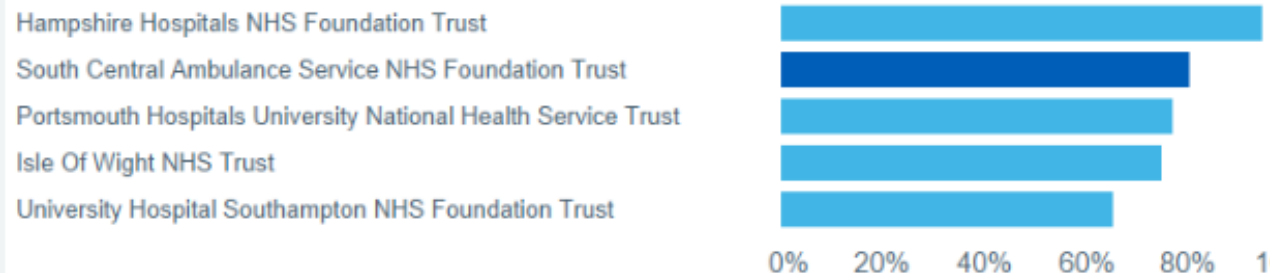 Hampshire Hospitals NHS Foundation Trust
South Central Ambulance Service NHS Foundation Trust
Portsmouth Hospitals University National Health Service Trust
Isle Of Wight NHS Trust
University Hospital Southampton NHS Foundation Trust
0% 20% 40% 60% 80% 1